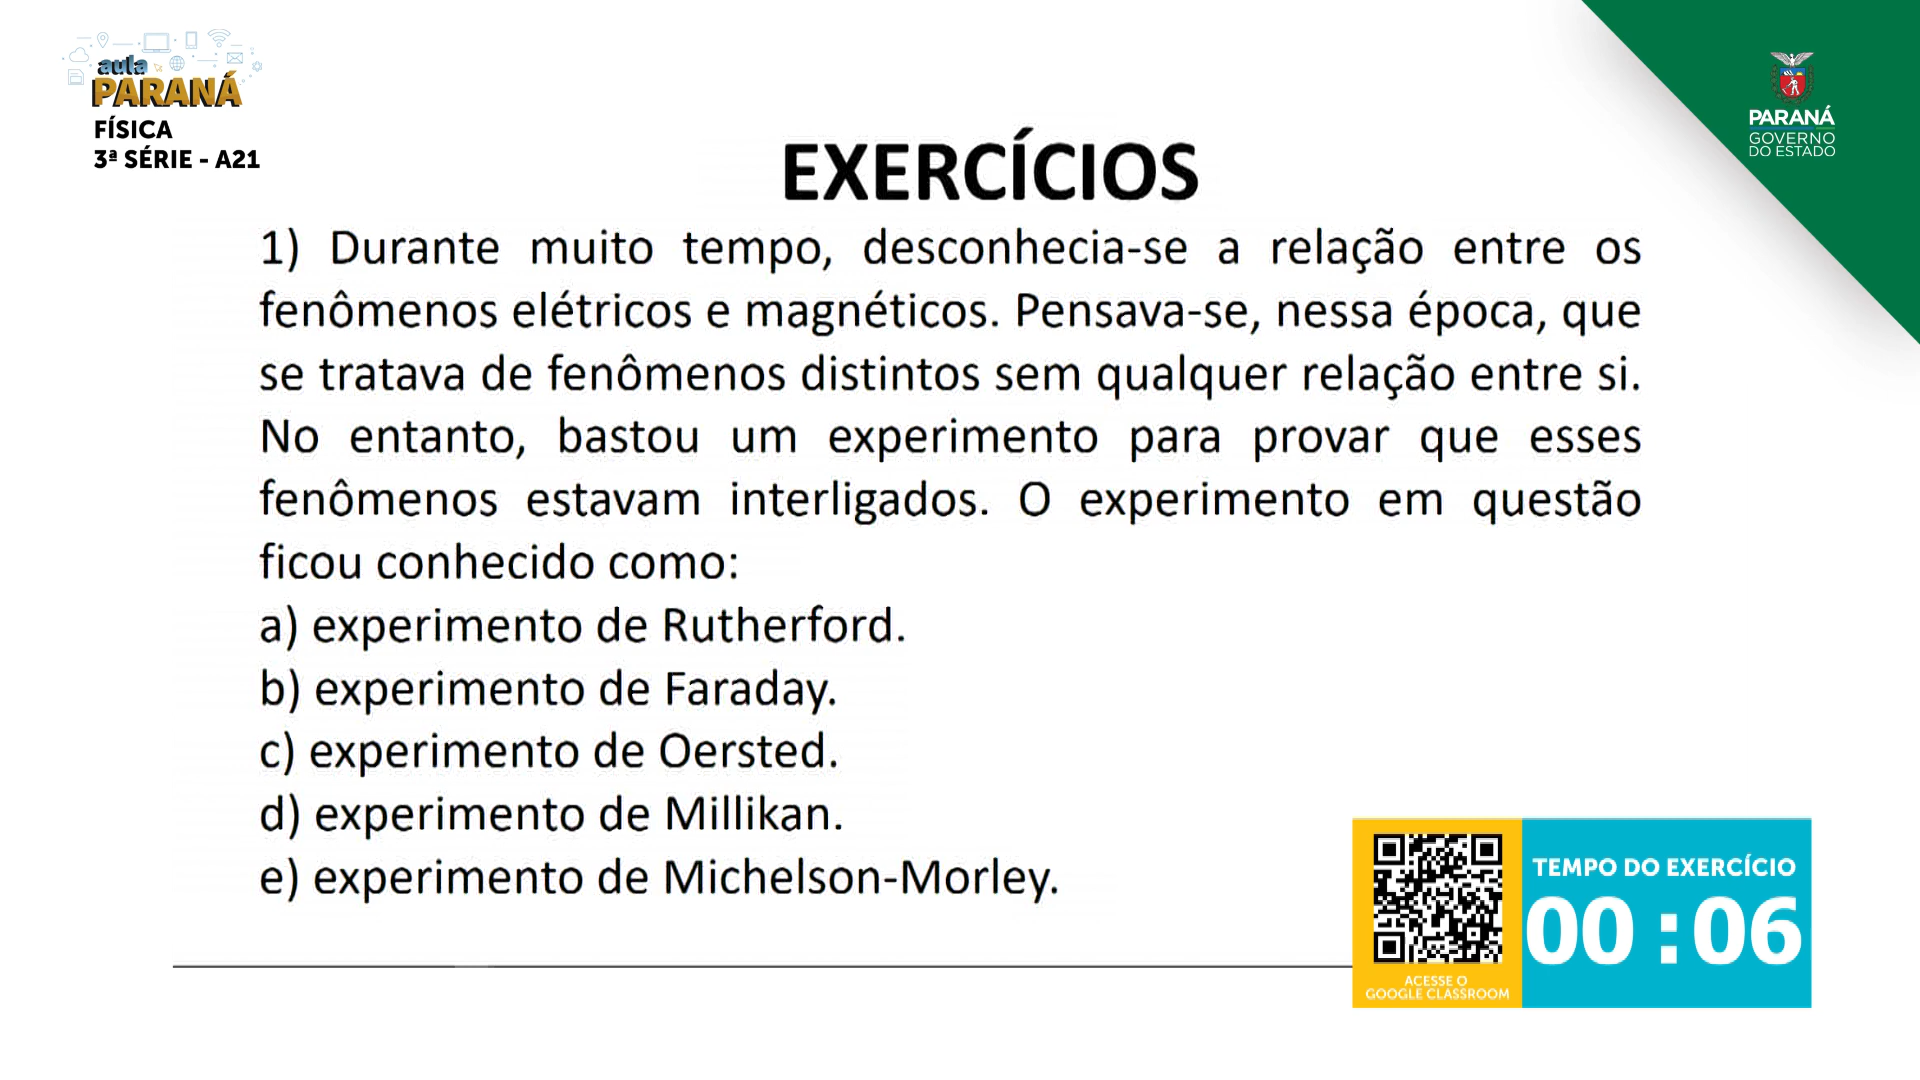 aula
PARANÁ
FÍSICA
3ª SÉRIE - A21
PARANÁ
GOVERNO
DO ESTADO
EXERCÍCIOS
1) Durante muito tempo, desconhecia-se a relação entre os
fenômenos elétricos e magnéticos. Pensava-se, nessa época, que
se tratava de fenômenos distintos sem qualquer relação entre si.
No entanto, bastou um experimento para provar que esses
fenômenos estavam interligados. O experimento em questão
ficou conhecido como:
a) experimento de Rutherford.
b) experimento de Faraday.
c) experimento de Oersted.
d) experimento de Millikan.
e) experimento de Michelson-Morley.
TEMPO DO EXERCÍCIO
00 :06
ACESSE O
GOOGLE CLASSROOM